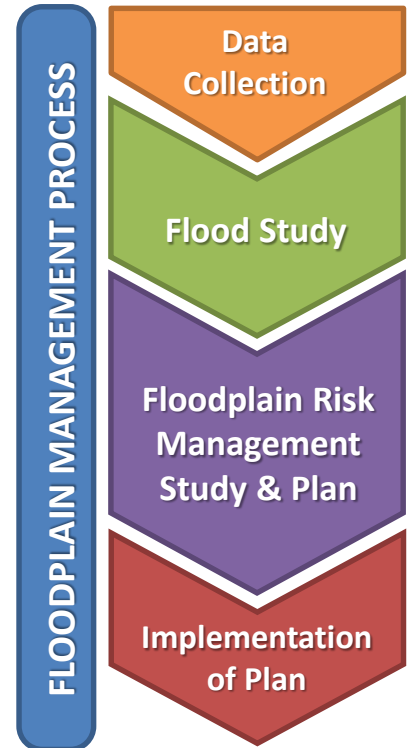 FLOODPLAIN MANAGEMENT PROCESS
Data
Collection
Flood Study
Floodplain Risk
Management
Study & Plan
Implementation
of Plan